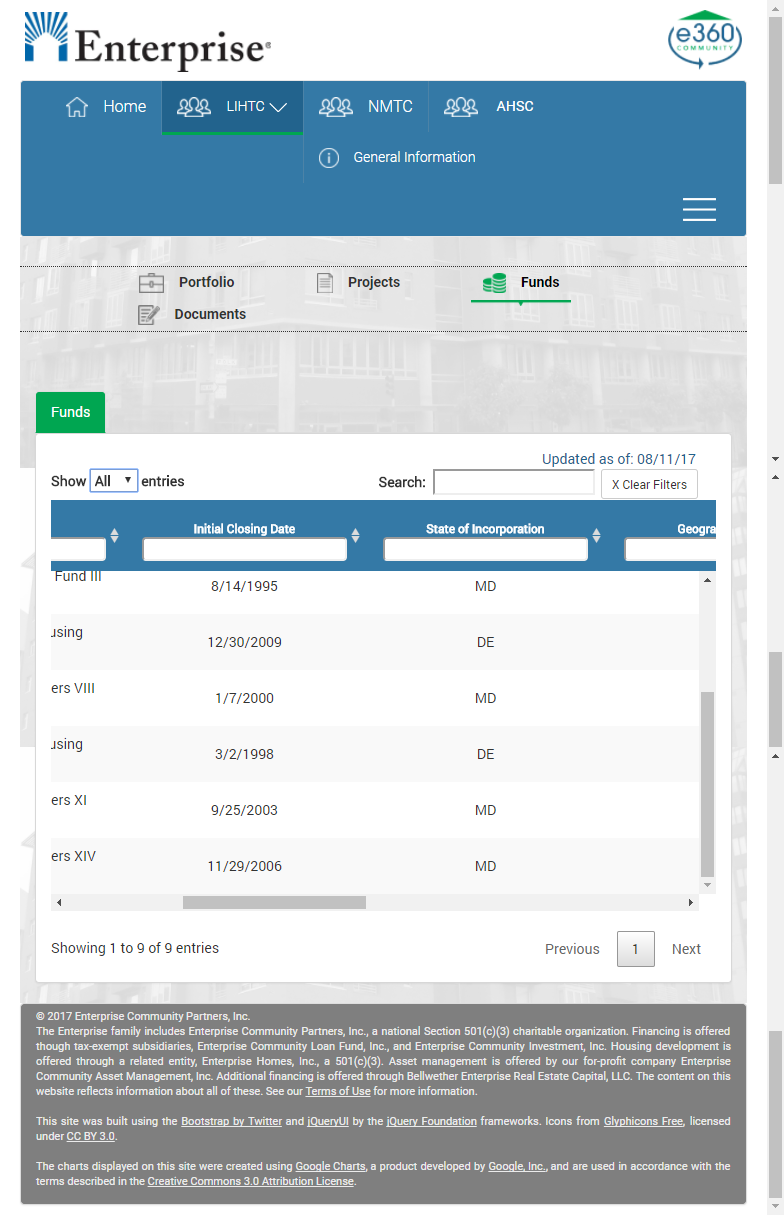 Enterprise®
e360
COMMUNITY
Home
LIHTC
NMTC
AHSC
General Information
Portfolio
Projects
Funds
Documents
Funds
Updated as of: 08/11/17
Show All entries
Search:
X Clear Filters
Initial Closing Date
State of Incorporation
Geogra
Fund III
8/14/1995
MD
using
12/30/2009
DE
ers VIII
1/7/2000
MD
using
3/2/1998
DE
ers XI
9/25/2003
MD
ers XIV
11/29/2006
MD
Showing 1 to 9 of 9 entries
Previous
1
Next
© 2017 Enterprise Community Partners, Inc.
The Enterprise family includes Enterprise Community Partners, Inc., a national Section 501(c)(3) charitable organization. Financing is offered
though tax-exempt subsidiaries, Enterprise Community Loan Fund, Inc., and Enterprise Community Investment, Inc. Housing development is
offered through a related entity, Enterprise Homes, Inc., a 501(c)(3). Asset management is offered by our for-profit company Enterprise
Community Asset Management, Inc. Additional financing is offered through Bellwether Enterprise Real Estate Capital, LLC. The content on this
website reflects information about all of these. See our Terms of Use for more information.
This site was built using the Bootstrap by Twitter and jQueryUI by the jQuery Foundation frameworks. Icons from Glyphicons Free, licensed
under CC BY 3.0.
The charts displayed on this site were created using Google Charts, a product developed by Google, Inc., and are used in accordance with the
terms described in the Creative Commons 3.0 Attribution License.